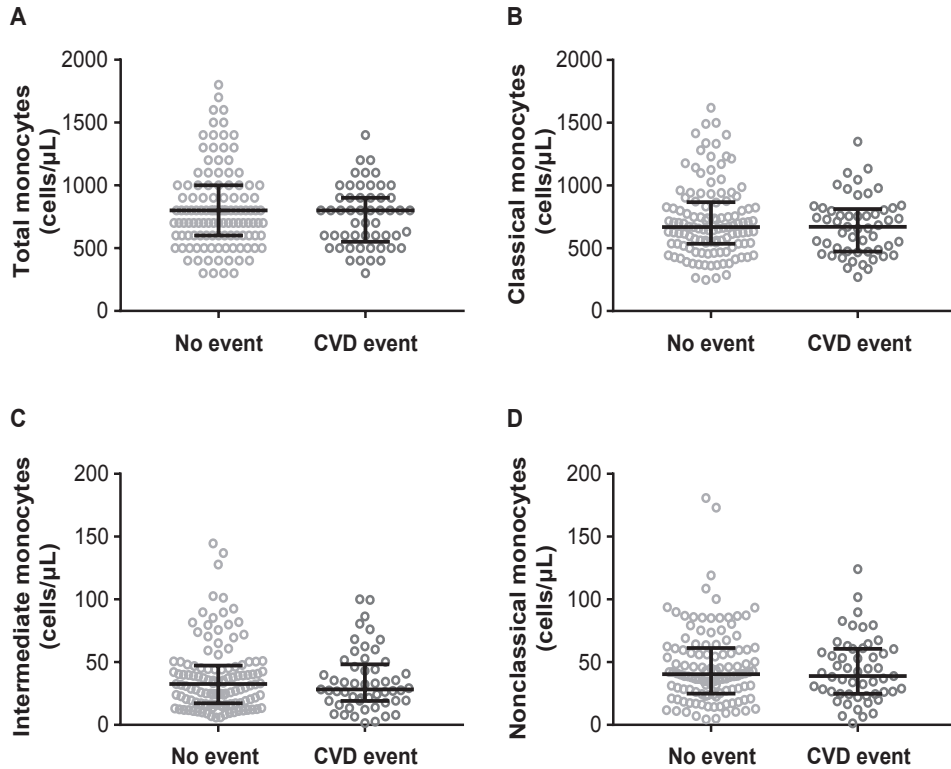 A
Total monocytes
(cells/µL)
2000
1500
1000
500
0
No event
CVD event
B
Classical monocytes
(cells/µL)
2000
1500
1000
500
0
No event
CVD event
C
Intermediate monocytes
(cells/µL)
200
150
100
50
0
No event
CVD event
D
Nonclassical monocytes
(cells/µL)
200
150
100
50
0
No event
CVD event